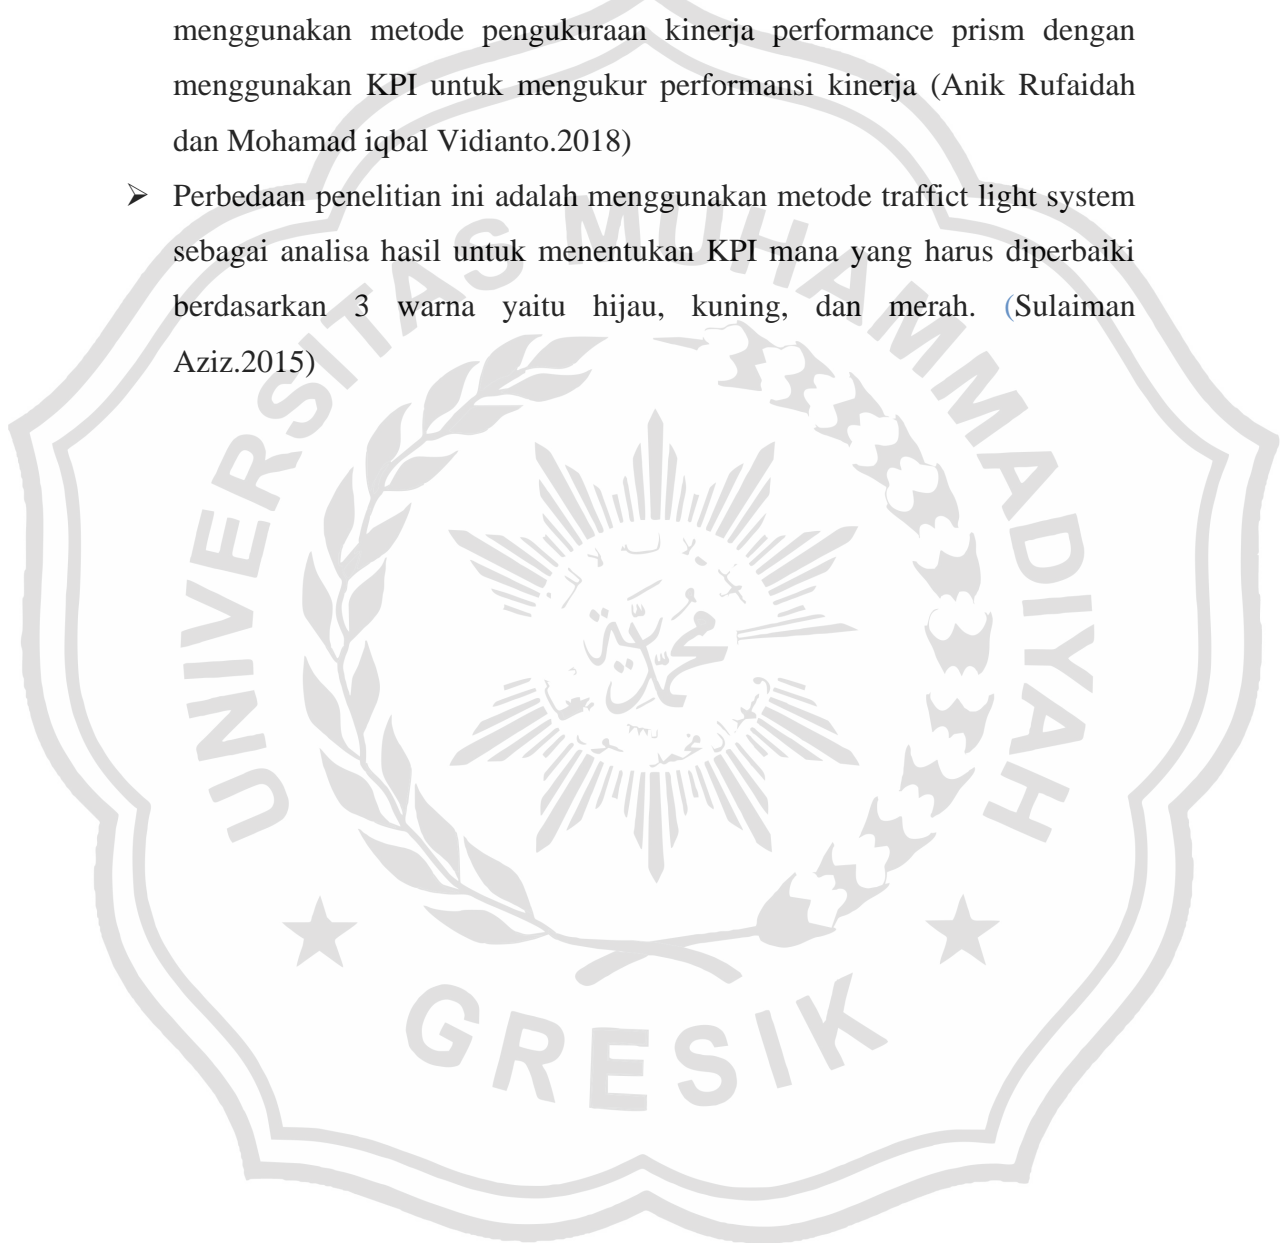 menggunakan metode pengukuraan kinerja performance prism dengan
menggunakan KPI untuk mengukur performansi kinerja (Anik Rufaidah
dan Mohamad iqbal Vidianto.2018)
➢ Perbedaan penelitian ini adalah menggunakan metode traffict light system
sebagai analisa hasil untuk menentukan KPI mana yang harus diperbaiki
berdasarkan 3 warna yaitu hijau, kuning, dan merah. (Sulaiman
Aziz.2015)
UNIVERSITAS MUHAMMADIYAH
محمدية
GRESIK